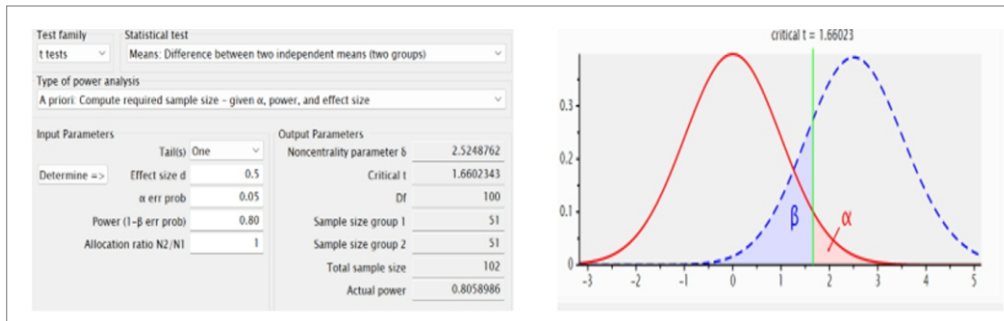 Test family Statistical test
t tests Means: Difference between two independent means (two groups)
Type of power analysis
A priori: Compute required sample size – given α, power, and effect size
Input Parameters Output Parameters
Tail(s) One Noncentrality parameter δ 2.5248762
Determine => Effect size d 0.5 Critical t 1.6602343
α err prob 0.05 Df 100
Power (1-β err prob) 0.80 Sample size group 1 51
Allocation ratio N2/N1 1 Sample size group 2 51
Total sample size 102
Actual power 0.8058986
critical t = 1.66023
0.3
0.2
0.1
0
β α
-3 -2 -1 0 1 2 3 4 5